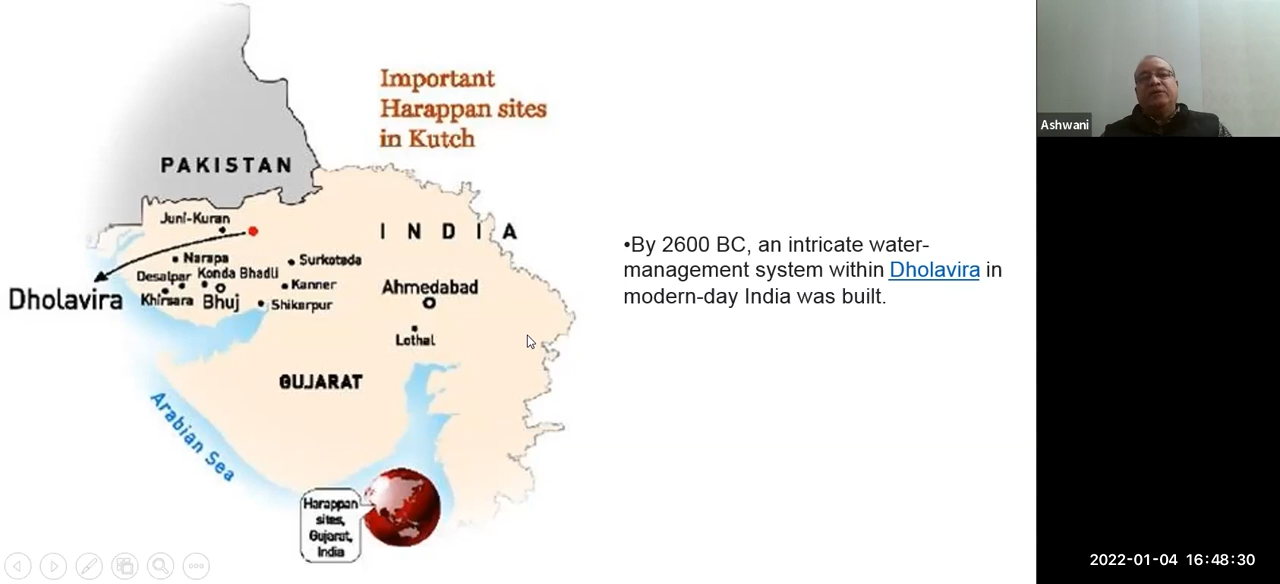 Important
Harappan sites
in Kutch
PAKISTAN
Juni-Kuran
INDIA
Narapa
Surkotada
Desalpar
Konda Bhadli
Kanner
Ahmedabad
Dholavira
Khirsara
Bhuj
Shikarpur
Lothal
GUJARAT
Arabian Sea
Harappan
sites,
Gujarat,
India
•By 2600 BC, an intricate water-
management system within Dholavira in
modern-day India was built.
Ashwani
2022-01-04 16:48:30